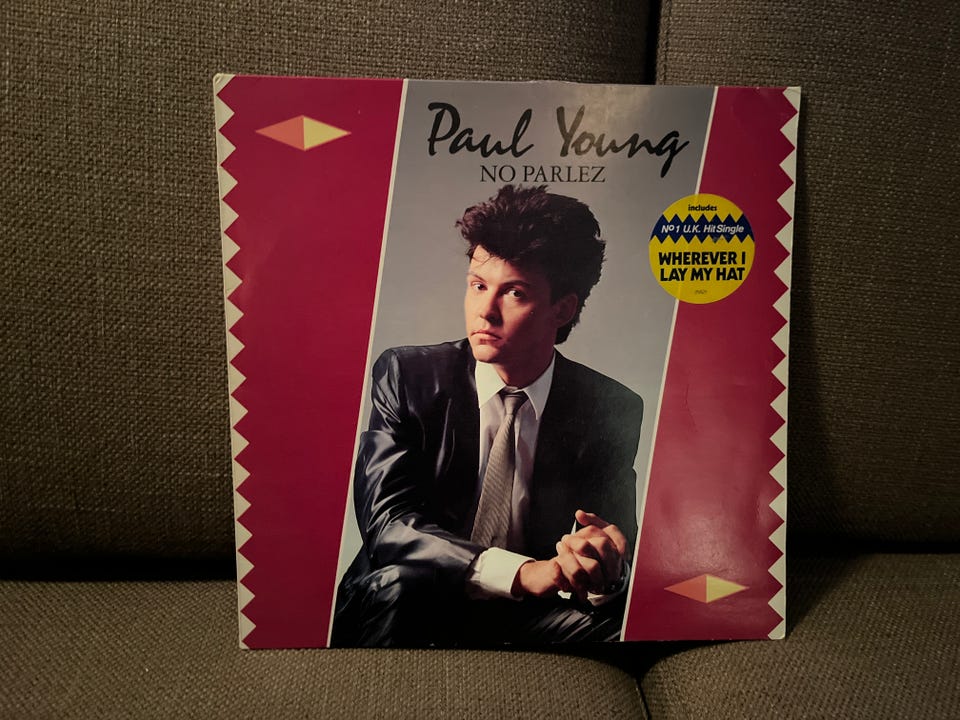 Paul Young
NO PARLEZ
includes
Nº1 U.K. Hit Single
WHEREVER I
LAY MY HAT